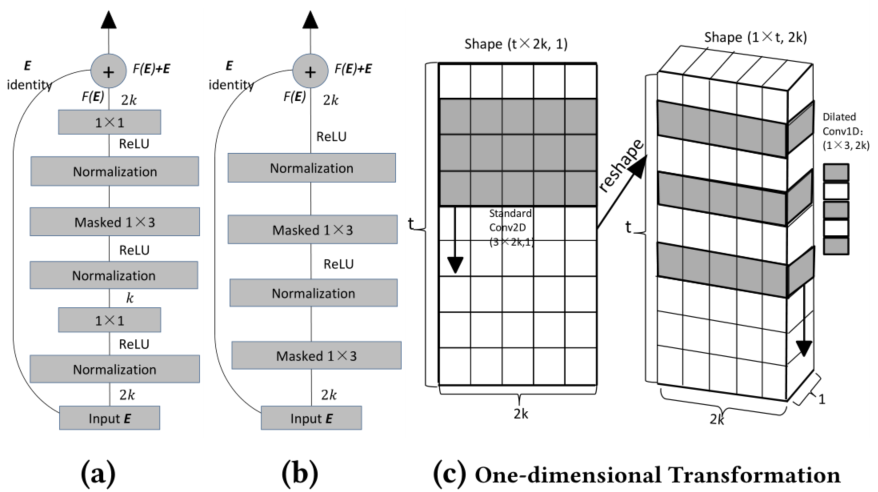 E
identity
+
F(E)+E
F(E)
2k
1×1
ReLU
Normalization
Masked 1×3
ReLU
Normalization
k
1×1
ReLU
Normalization
2k
Input E
(a)
E
identity
+
F(E)+E
F(E)
2k
ReLU
Normalization
Masked 1×3
ReLU
Normalization
Masked 1×3
2k
Input E
(b)
Shape (t×2k, 1)
t
Standard
Conv2D
(3×2k,1)
2k
reshape
Shape (1×t, 2k)
t
Dilated
Conv1D:
(1×3, 2k)
2k
1
(c) One-dimensional Transformation